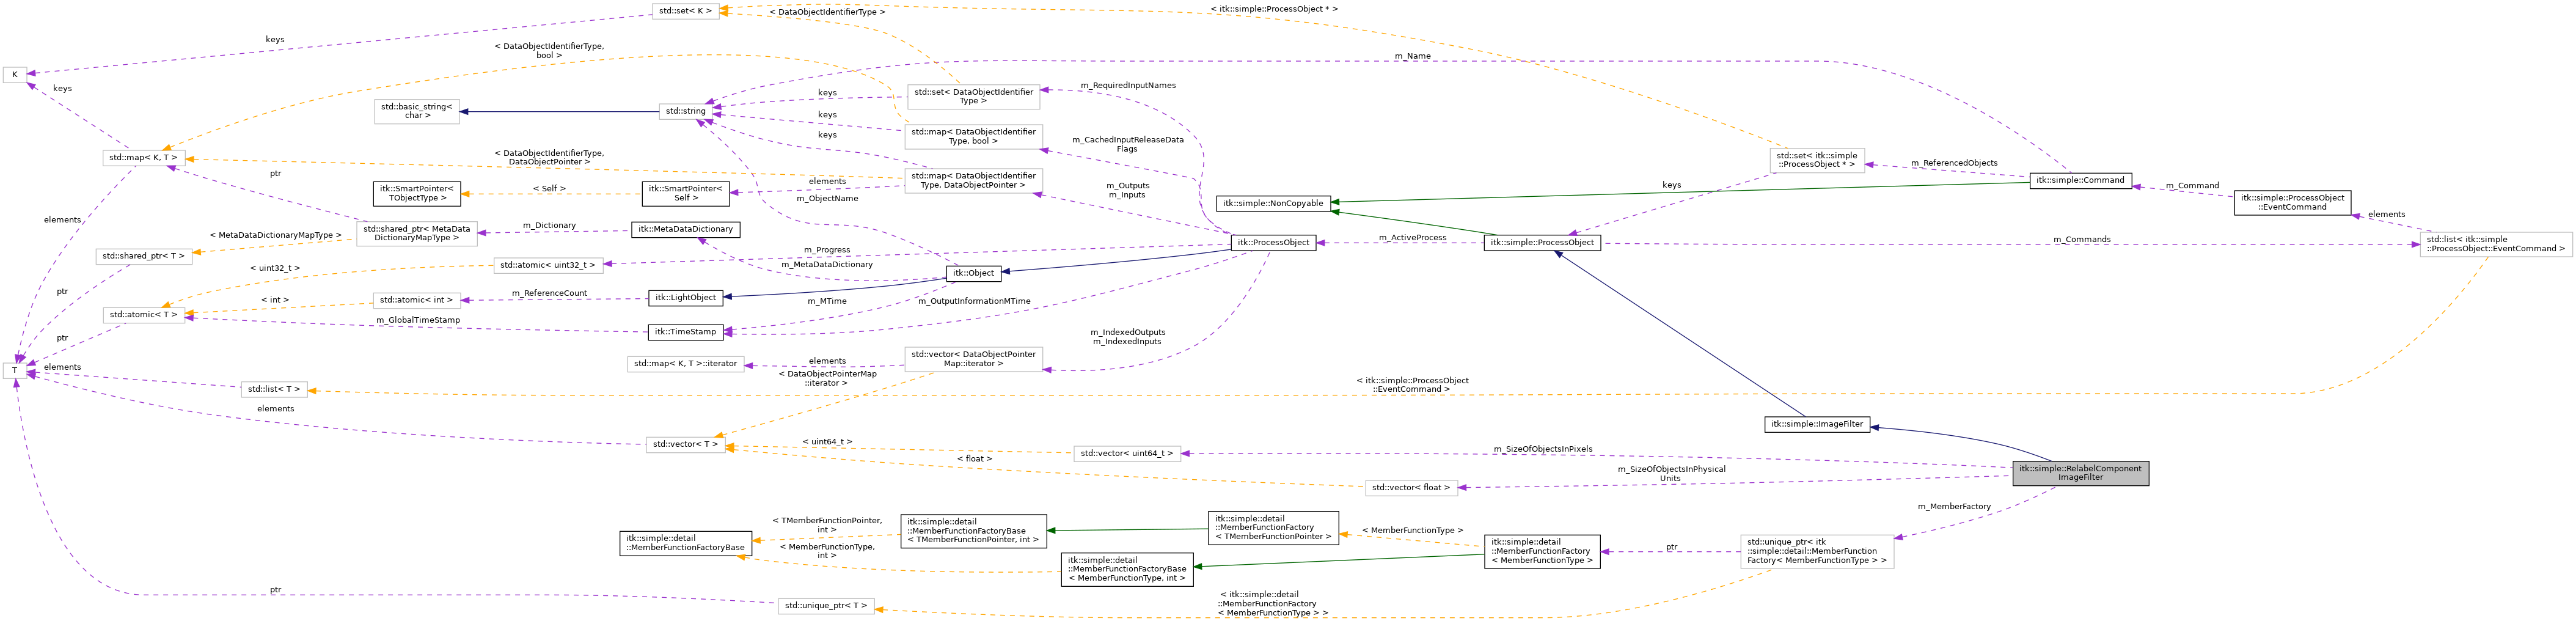 std::set< K >
< DataObjectIdentifierType >
< itk::simple::ProcessObject * >
keys
< DataObjectIdentifierType,
bool >
m_Name
K
keys
std::basic_string<
char >
std::string
keys
std::set< DataObjectIdentifier
Type >
m_RequiredInputNames
keys
std::map< DataObjectIdentifier
Type, bool >
m_CachedInputReleaseData
Flags
keys
std::map< K, T >
< DataObjectIdentifierType,
DataObjectPointer >
std::set< itk::simple
::ProcessObject * >
m_ReferencedObjects
ptr
itk::SmartPointer<
TObjectType >
< Self >
itk::SmartPointer<
Self >
elements
std::map< DataObjectIdentifier
Type, DataObjectPointer >
m_Outputs
m_Inputs
keys
itk::simple::Command
m_Command
itk::simple::ProcessObject
::EventCommand
m_ObjectName
itk::simple::NonCopyable
elements
elements
std::shared_ptr< MetaData
DictionaryMapType >
m_Dictionary
itk::MetaDataDictionary
< MetaDataDictionaryMapType >
std::shared_ptr< T >
m_Progress
itk::ProcessObject
m_ActiveProcess
itk::simple::ProcessObject
m_Commands
std::list< itk::simple
::ProcessObject::EventCommand >
< uint32_t >
std::atomic< uint32_t >
m_MetaDataDictionary
itk::Object
ptr
< int >
std::atomic< int >
m_ReferenceCount
itk::LightObject
m_MTime
m_OutputInformationMTime
std::atomic< T >
m_GlobalTimeStamp
itk::TimeStamp
ptr
m_IndexedOutputs
m_IndexedInputs
T
elements
std::map< K, T >::iterator
elements
std::vector< DataObjectPointer
Map::iterator >
< DataObjectPointerMap
::iterator >
std::list< T >
< itk::simple::ProcessObject
::EventCommand >
elements
itk::simple::ImageFilter
std::vector< T >
< uint64_t >
std::vector< uint64_t >
m_SizeOfObjectsInPixels
< float >
std::vector< float >
m_SizeOfObjectsInPhysical
Units
itk::simple::RelabelComponent
ImageFilter
m_MemberFactory
itk::simple::detail
::MemberFunctionFactoryBase
< TMemberFunctionPointer,
int >
itk::simple::detail
::MemberFunctionFactoryBase
< TMemberFunctionPointer, int >
itk::simple::detail
::MemberFunctionFactory
< TMemberFunctionPointer >
< MemberFunctionType >
< MemberFunctionType,
int >
itk::simple::detail
::MemberFunctionFactoryBase
< MemberFunctionType, int >
itk::simple::detail
::MemberFunctionFactory
< MemberFunctionType >
ptr
std::unique_ptr< itk
::simple::detail::MemberFunction
Factory< MemberFunctionType > >
ptr
std::unique_ptr< T >
< itk::simple::detail
::MemberFunctionFactory
< MemberFunctionType > >